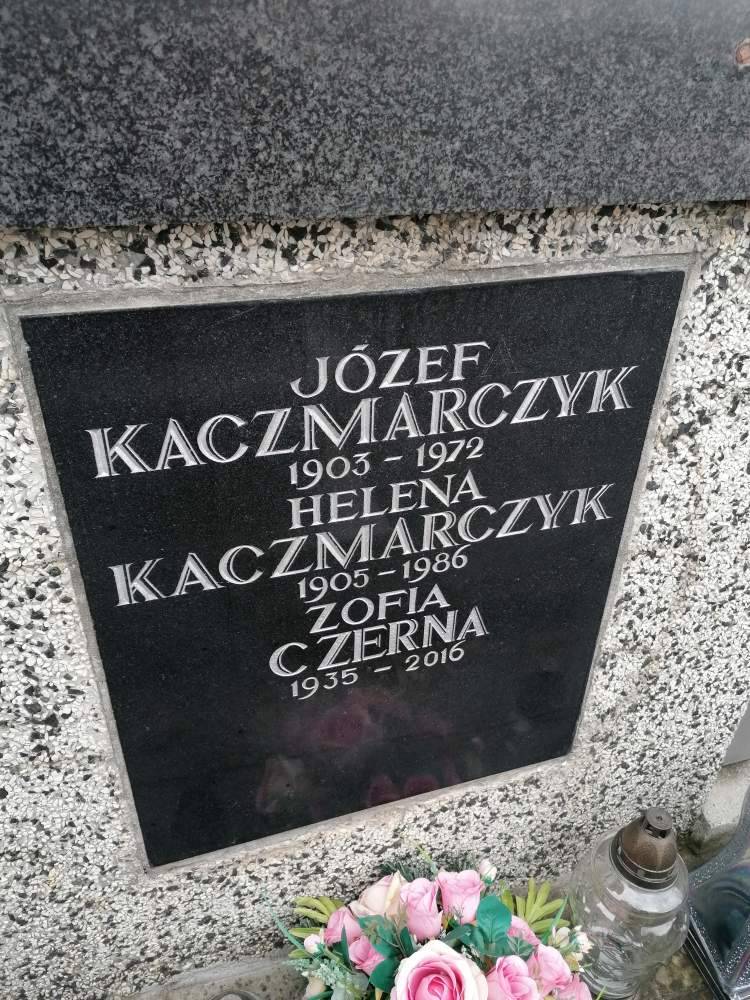 JÓZEF
KACZMARCZYK
1903 – 1972
HELENA
KACZMARCZYK
1905 – 1986
ZOFIA
CZERNA
1935 – 2016